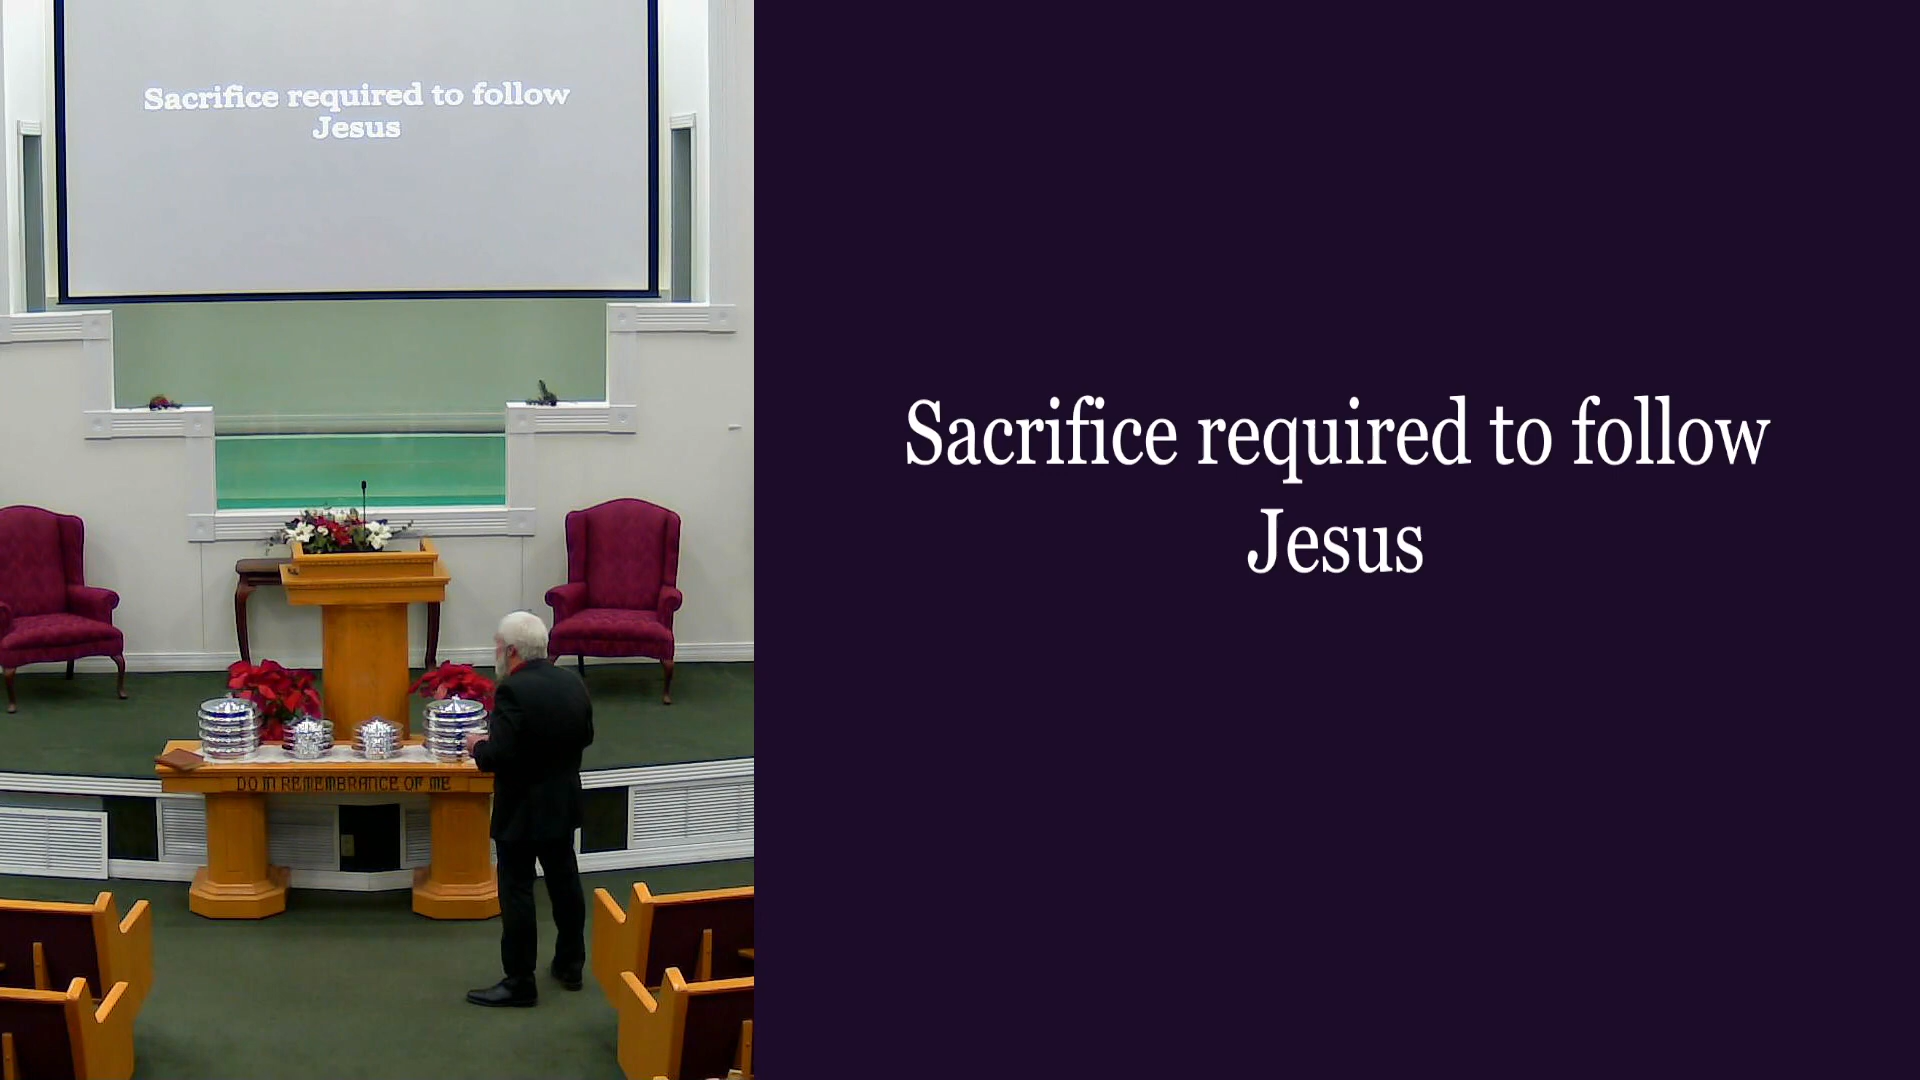 Sacrifice required to follow
Jesus
DO IN REMEMBRANCE OF ME
Sacrifice required to follow
Jesus